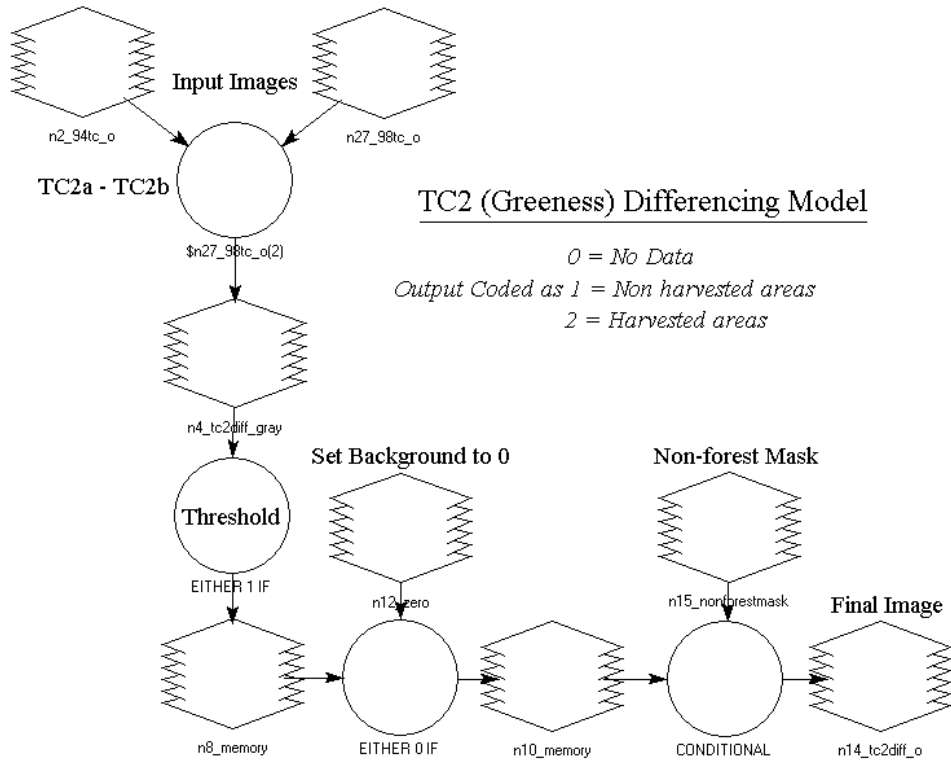 Input Images
n2_94tc_o
n27_98tc_o
TC2a - TC2b
$n27_98tc_o(2)
TC2 (Greeness) Differencing Model
0 = No Data
Output Coded as 1 = Non harvested areas
2 = Harvested areas
n4_tc2diff_gray
Set Background to 0
Non-forest Mask
Threshold
EITHER 1 IF
n12_zero
n15_nonforestmask
Final Image
n8_memory
EITHER 0 IF
n10_memory
CONDITIONAL
n14_tc2diff_o